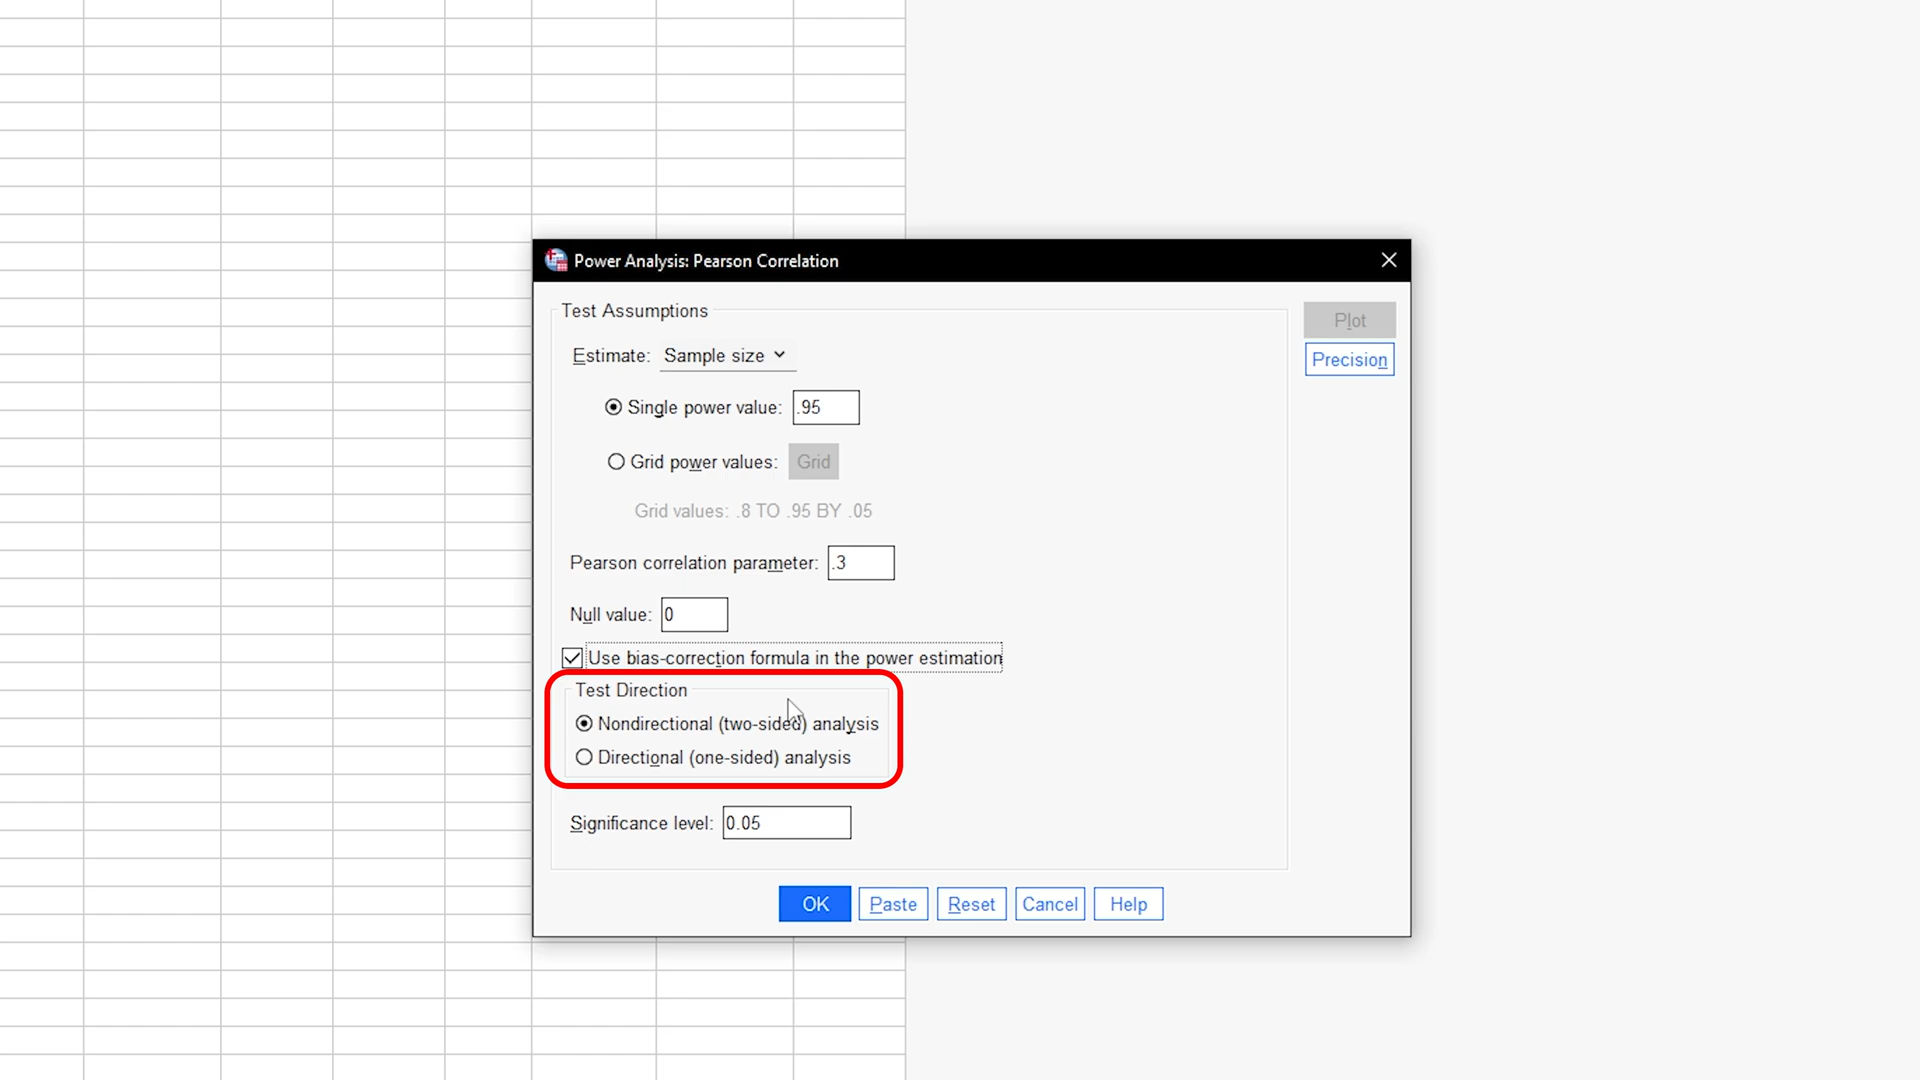 Power Analysis: Pearson Correlation
Test Assumptions
Plot
Precision
Estimate: Sample size
Single power value: .95
Grid power values: Grid
Grid values: .8 TO .95 BY .05
Pearson correlation parameter: .3
Null value: 0
Use bias-correction formula in the power estimation
Test Direction
Nondirectional (two-sided) analysis
Directional (one-sided) analysis
Significance level: 0.05
OK Paste Reset Cancel Help